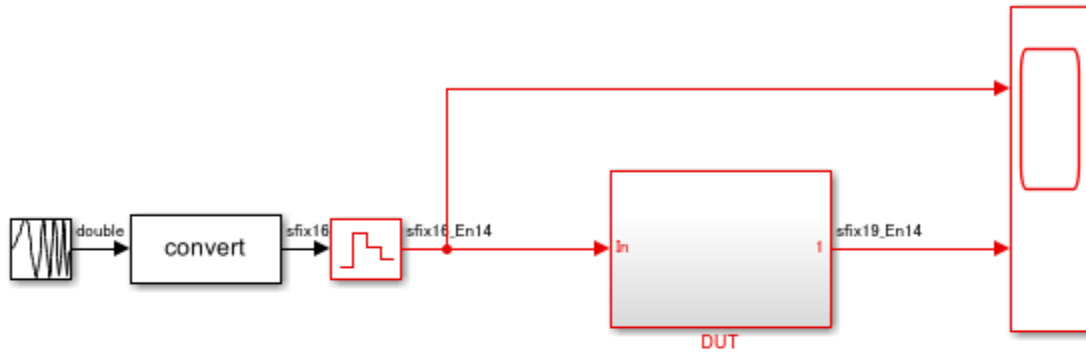 double
convert
sfix16
sfix16_En14
In
1
sfix19_En14
DUT